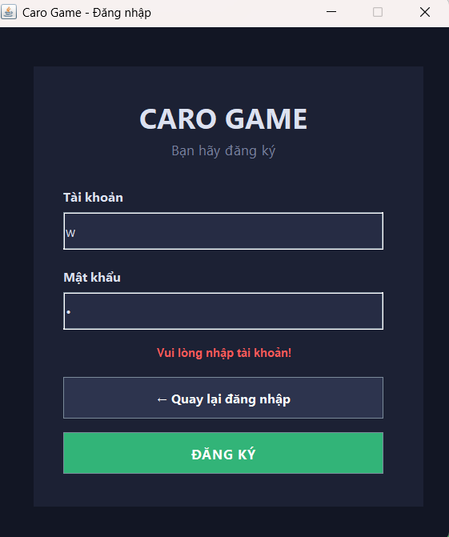 Caro Game - Đăng nhập
CARO GAME
Bạn hãy đăng ký
Tài khoản
w
Mật khẩu
•
Vui lòng nhập tài khoản!
← Quay lại đăng nhập
ĐĂNG KÝ